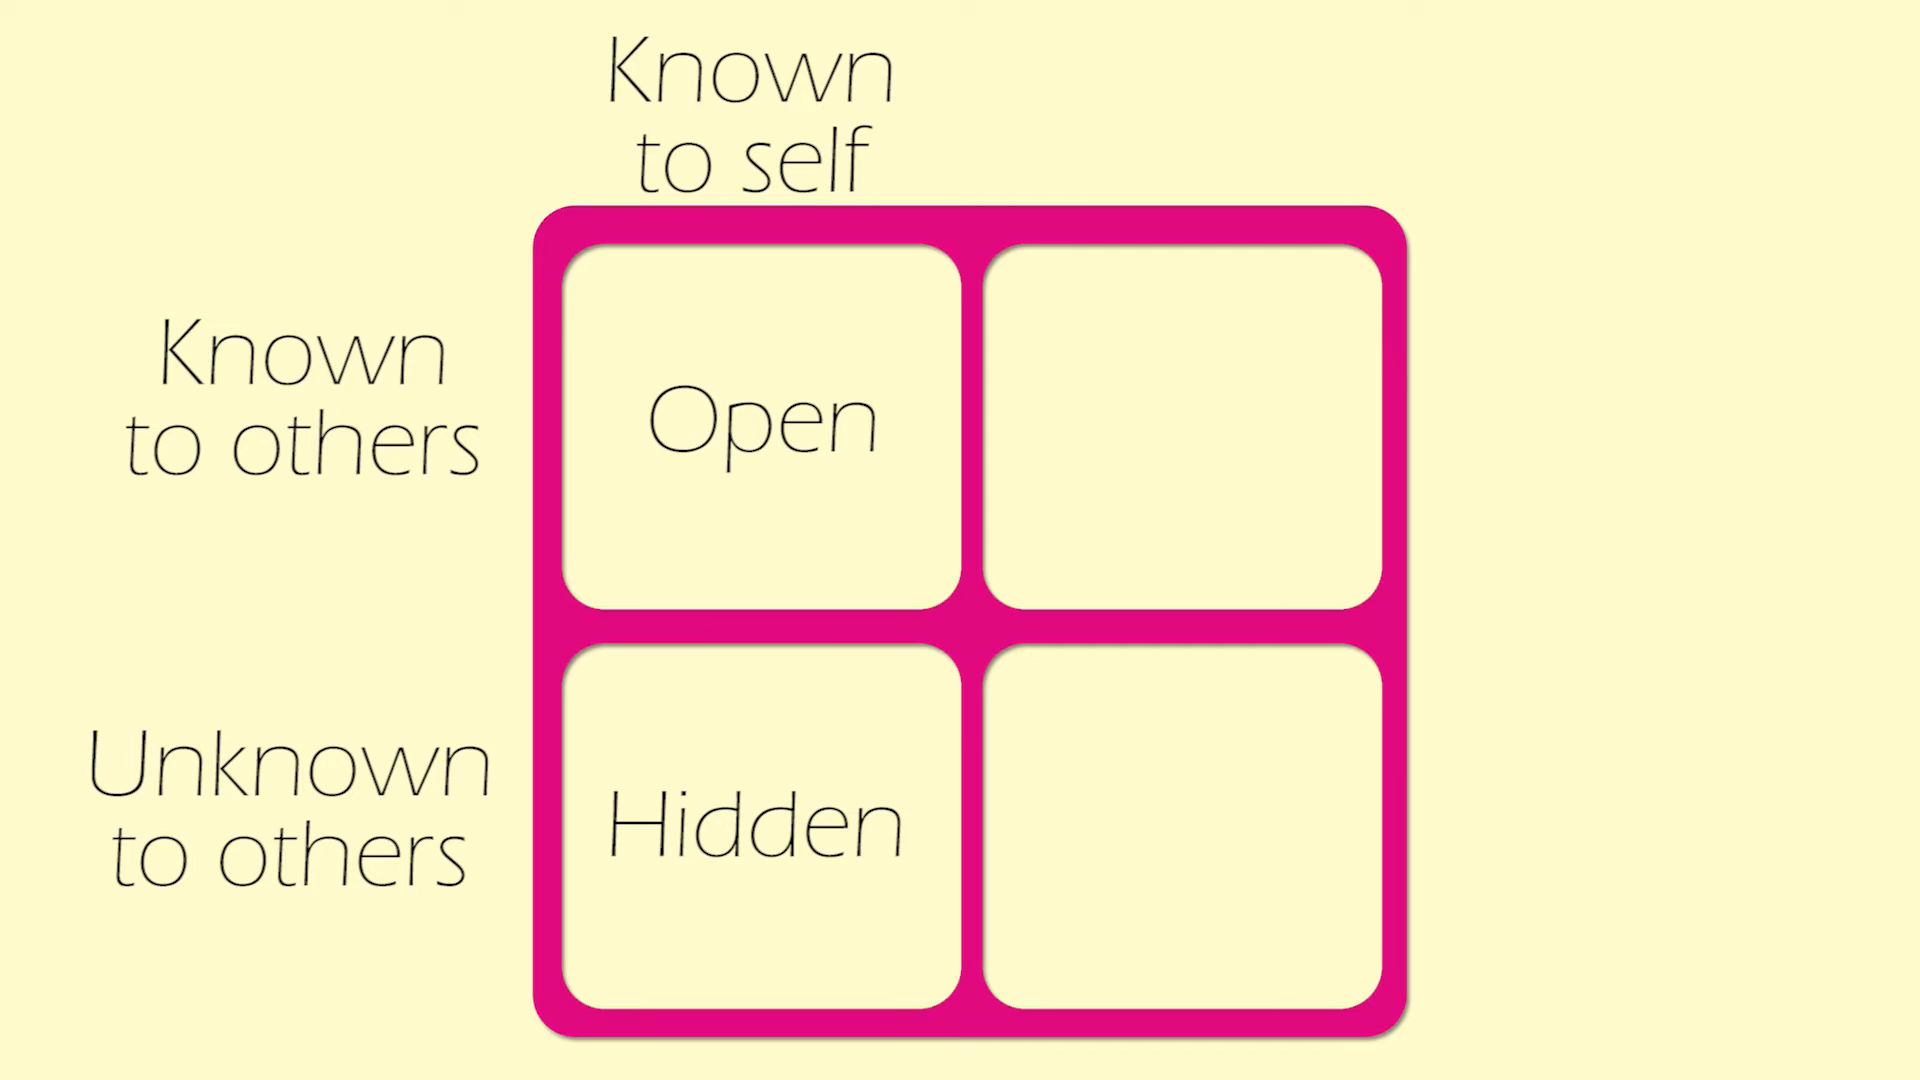 Known
to self
Known
to others
Open
Unknown
to others
Hidden